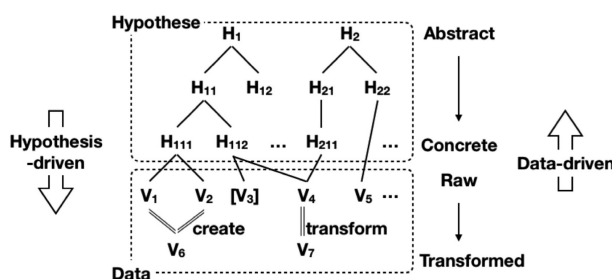 Hypothese
H1 H2 Abstract
H11 H12 H21 H22
Hypothesis
-driven
H111 H112 ... H211 ... Concrete
Data-driven
Raw
V1 V2 [V3] V4 V5 ...
create transform
V6 V7
Transformed
Data